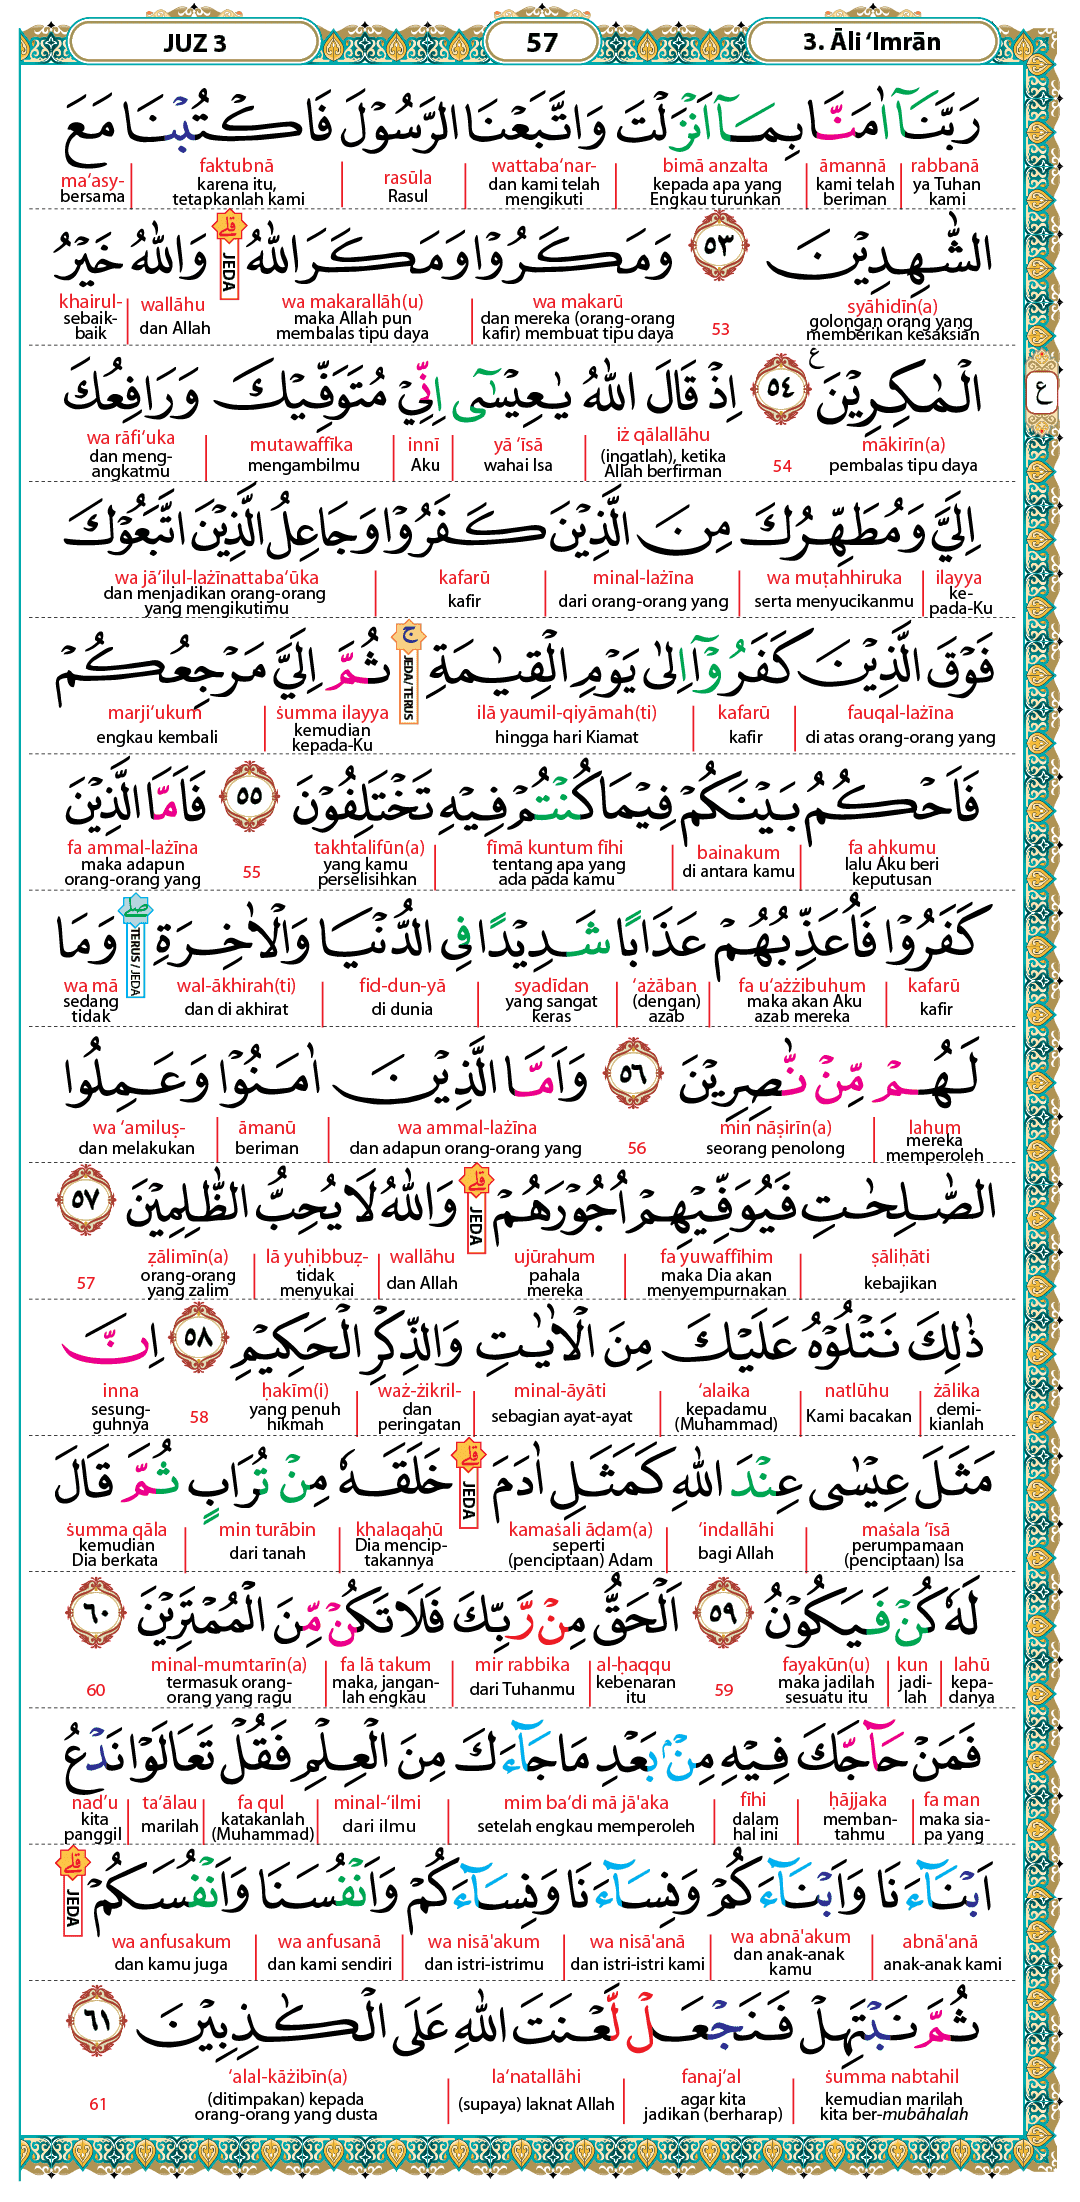 JUZ 3 57 3. Āli ‘Imrān
رَبَّنَآ اٰمَنَّا بِمَآ اَنْزَلْتَ وَاتَّبَعْنَا الرَّسُوْلَ فَاكْتُبْنَا مَعَ
rabbanā āmannā bimā anzalta wattaba‘nar- rasūla faktubnā ma‘asy-
ya Tuhan kami kami telah beriman kepada apa yang Engkau turunkan dan kami telah mengikuti Rasul karena itu, tetapkanlah kami bersama
الشّٰهِدِيْنَ ٥٣ وَمَكَرُوْا وَمَكَرَ اللّٰهُ ۗ JEDA وَاللّٰهُ خَيْرُ
syāhidīn(a) 53 wa makarū wa makarallāh(u) wallāhu khairul-
golongan orang yang memberikan kesaksian dan mereka (orang-orang kafir) membuat tipu daya maka Allah pun membalas tipu daya dan Allah sebaik-baik
الْمٰكِرِيْنَ ࣖ ٥٤ اِذْ قَالَ اللّٰهُ يٰعِيْسٰٓى اِنِّيْ مُتَوَفِّيْكَ وَرَافِعُكَ
ع
mākirīn(a) 54 iż qālallāhu yā ‘īsā innī mutawaffīka wa rāfi‘uka
pembalas tipu daya (ingatlah), ketika Allah berfirman wahai Isa Aku mengambilmu dan meng-angkatmu
اِلَيَّ وَمُطَهِّرُكَ مِنَ الَّذِيْنَ كَفَرُوْا وَجَاعِلُ الَّذِيْنَ اتَّبَعُوْكَ
ilayya wa muṭahhiruka minal-lażīna kafarū wa jā‘ilul-lażīnattaba‘ūka
ke-pada-Ku serta menyucikanmu dari orang-orang yang kafir dan menjadikan orang-orang yang mengikutimu
فَوْقَ الَّذِيْنَ كَفَرُوْٓا اِلٰى يَوْمِ الْقِيٰمَةِ ۚ JEDA/TERUS ثُمَّ اِلَيَّ مَرْجِعُكُمْ
fauqal-lażīna kafarū ilā yaumil-qiyāmah(ti) ṡumma ilayya marji‘ukum
di atas orang-orang yang kafir hingga hari Kiamat kemudian kepada-Ku engkau kembali
فَاَحْكُمُ بَيْنَكُمْ فِيْمَا كُنْتُمْ فِيْهِ تَخْتَلِفُوْنَ ٥٥ فَاَمَّا الَّذِيْنَ
fa ahkumu bainakum fīmā kuntum fīhi takhtalifūn(a) 55 fa ammal-lażīna
lalu Aku beri keputusan di antara kamu tentang apa yang ada pada kamu yang kamu perselisihkan maka adapun orang-orang yang
كَفَرُوْا فَاُعَذِّبُهُمْ عَذَابًا شَدِيْدًا فِى الدُّنْيَا وَالْاٰخِرَةِ ۖ TERUS/JEDA وَمَا
kafarū fa u‘ażżibuhum ‘ażāban syadīdan fid-dun-yā wal-ākhirah(ti) wa mā
kafir maka akan Aku azab mereka (dengan) azab yang sangat keras di dunia dan di akhirat sedang tidak
لَهُمْ مِّنْ نّٰصِرِيْنَ ٥٦ وَاَمَّا الَّذِيْنَ اٰمَنُوْا وَعَمِلُوا
lahum min nāṣirīn(a) 56 wa ammal-lażīna āmanū wa ‘amiluṣ-
mereka memperoleh seorang penolong dan adapun orang-orang yang beriman dan melakukan
الصّٰلِحٰتِ فَيُوَفِّيْهِمْ اُجُوْرَهُمْ ۗ JEDA وَاللّٰهُ لَا يُحِبُّ الظّٰلِمِيْنَ ٥٧
ṣāliḥāti fa yuwaffīhim ujūrahum wallāhu lā yuḥibbuẓ- ẓālimīn(a) 57
kebajikan maka Dia akan menyempurnakan pahala mereka dan Allah tidak menyukai orang-orang yang zalim
ذٰلِكَ نَتْلُوْهُ عَلَيْكَ مِنَ الْاٰيٰتِ وَالذِّكْرِ الْحَكِيْمِ ٥٨ اِنَّ
żālika natlūhu ‘alaika minal-āyāti waż-żikril- ḥakīm(i) 58 inna
demi-kianlah Kami bacakan kepadamu (Muhammad) sebagian ayat-ayat dan peringatan yang penuh hikmah sesung-guhnya
مَثَلَ عِيْسٰى عِنْدَ اللّٰهِ كَمَثَلِ اٰدَمَ ۗ JEDA خَلَقَهٗ مِنْ تُرَابٍ ثُمَّ قَالَ
maṡala ‘īsā ‘indallāhi kamaṡali ādam(a) khalaqahū min turābin ṡumma qāla
perumpamaan (penciptaan) Isa bagi Allah seperti (penciptaan) Adam Dia mencip-takannya dari tanah kemudian Dia berkata
لَهٗ كُنْ فَيَكُوْنُ ٥٩ اَلْحَقُّ مِنْ رَّبِّكَ فَلَا تَكُنْ مِّنَ الْمُمْتَرِيْنَ ٦٠
lahū kun fayakūn(u) 59 al-ḥaqqu mir rabbika fa lā takum minal-mumtarīn(a) 60
kepa-danya jadi-lah maka jadilah sesuatu itu kebenaran itu dari Tuhanmu maka, jangan-lah engkau termasuk orang-orang yang ragu
فَمَنْ حَاۤجَّكَ فِيْهِ مِنْۢ بَعْدِ مَا جَاۤءَكَ مِنَ الْعِلْمِ فَقُلْ تَعَالَوْا نَدْعُ
fa man ḥājjaka fīhi mim ba‘di mā jā'aka minal-‘ilmi fa qul ta‘ālau nad‘u
maka sia-pa yang memban-tahmu dalam hal ini setelah engkau memperoleh dari ilmu katakanlah (Muhammad) marilah kita panggil
اَبْنَاۤءَنَا وَاَبْنَاۤءَكُمْ وَنِسَاۤءَنَا وَنِسَاۤءَكُمْ وَاَنْفُسَنَا وَاَنْفُسَكُمْ ۗ JEDA
abnā'anā wa abnā'akum wa nisā'anā wa nisā'akum wa anfusanā wa anfusakum
anak-anak kami dan anak-anak kamu dan istri-istri kami dan istri-istrimu dan kami sendiri dan kamu juga
ثُمَّ نَبْتَهِلْ فَنَجْعَلْ لَّعْنَتَ اللّٰهِ عَلَى الْكٰذِبِيْنَ ٦١
ṡumma nabtahil fanaj‘al la‘natallāhi ‘alal-kāżibīn(a) 61
kemudian marilah kita ber-mubāhalah agar kita jadikan (berharap) (supaya) laknat Allah (ditimpakan) kepada orang-orang yang dusta